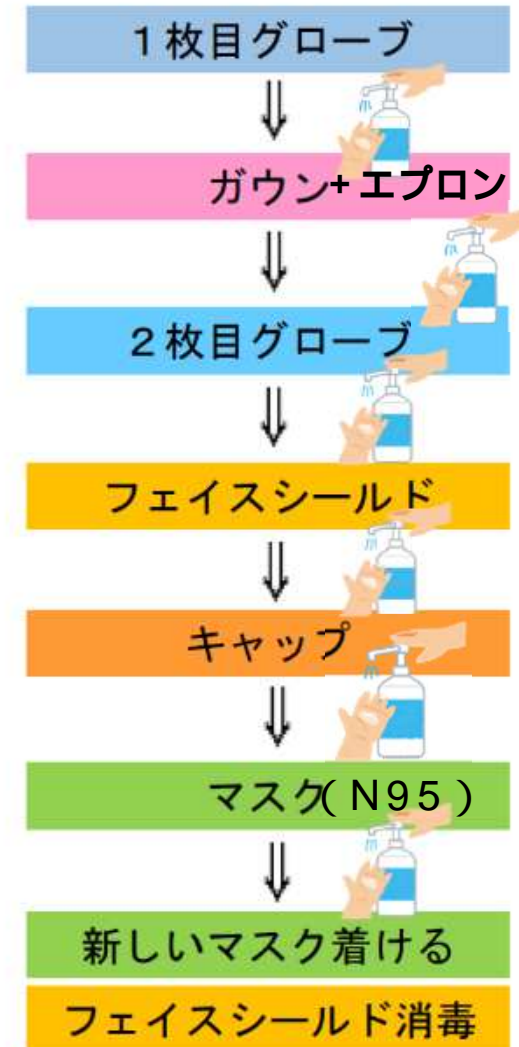 １枚目グローブ
ガウン+エプロン
２枚目グローブ
フェイスシールド
キャップ
マスク(N95)
新しいマスク着ける
フェイスシールド消毒